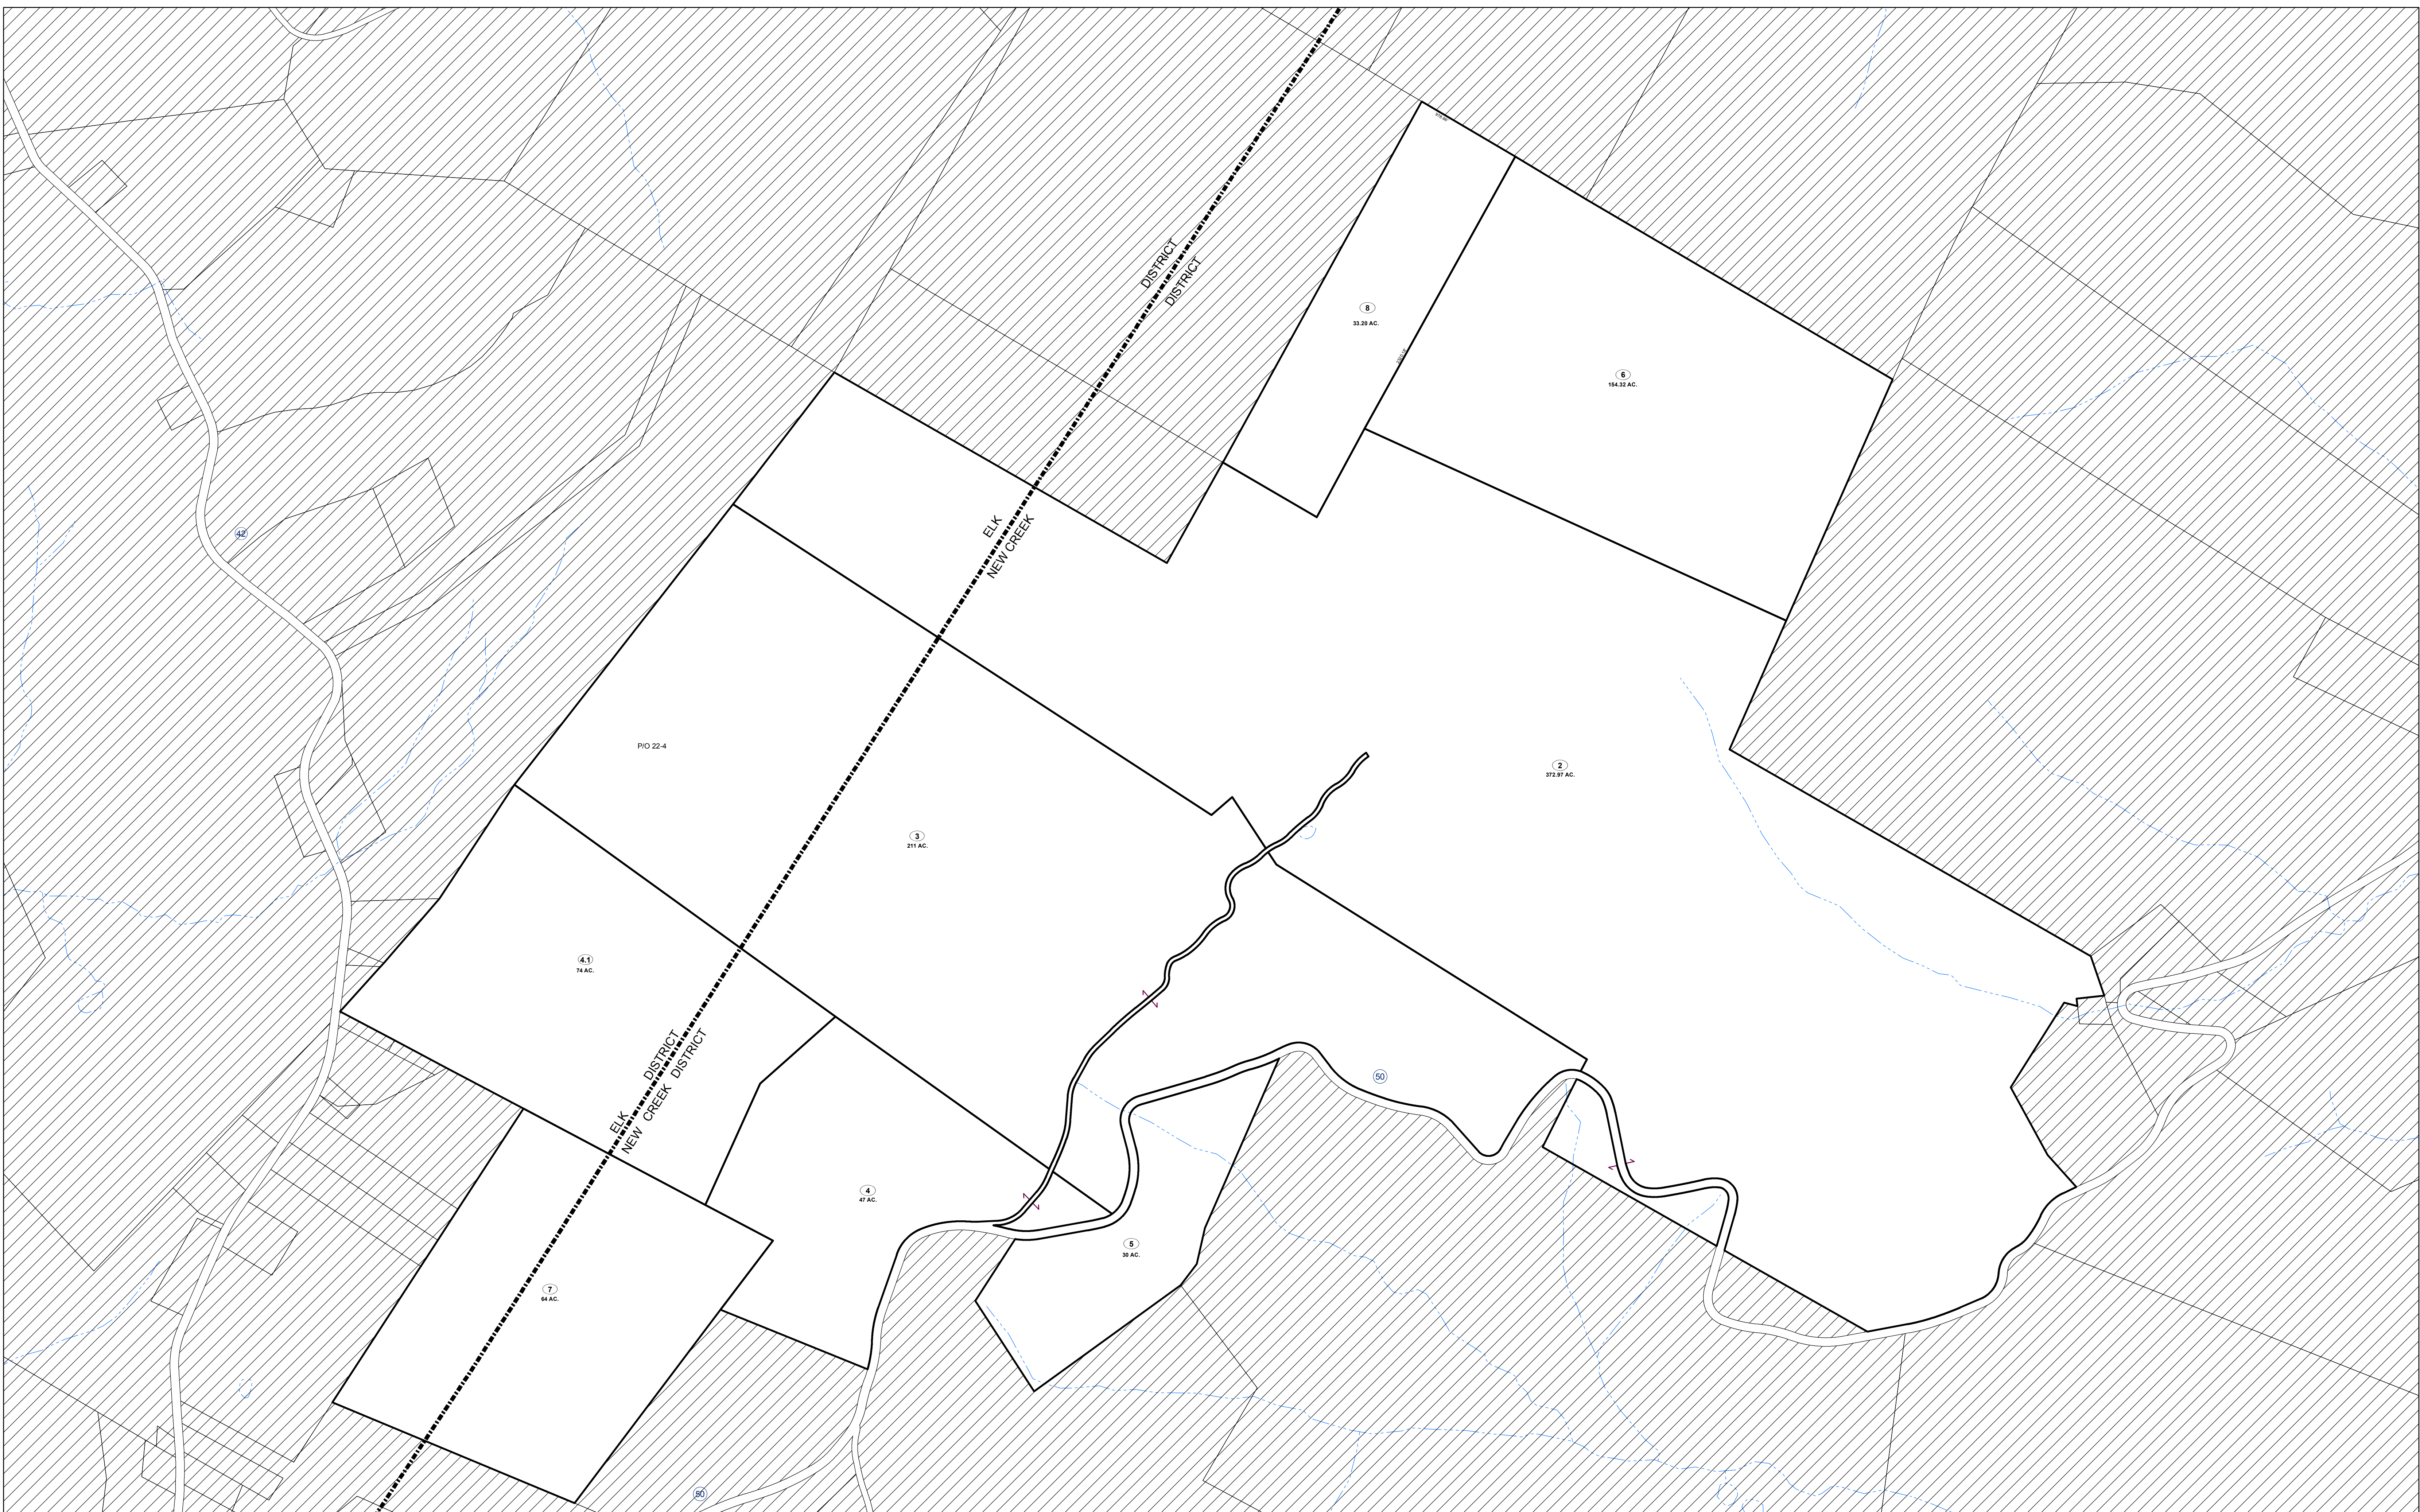 DISTRICT
DISTRICT
8
33.20 AC.
6
154.32 AC.
ELK
NEW CREEK
42
P/O 22-4
2
372.97 AC.
3
211 AC.
4.1
74 AC.
ELK DISTRICT
NEW CREEK DISTRICT
50
4
47 AC.
5
30 AC.
7
64 AC.
50